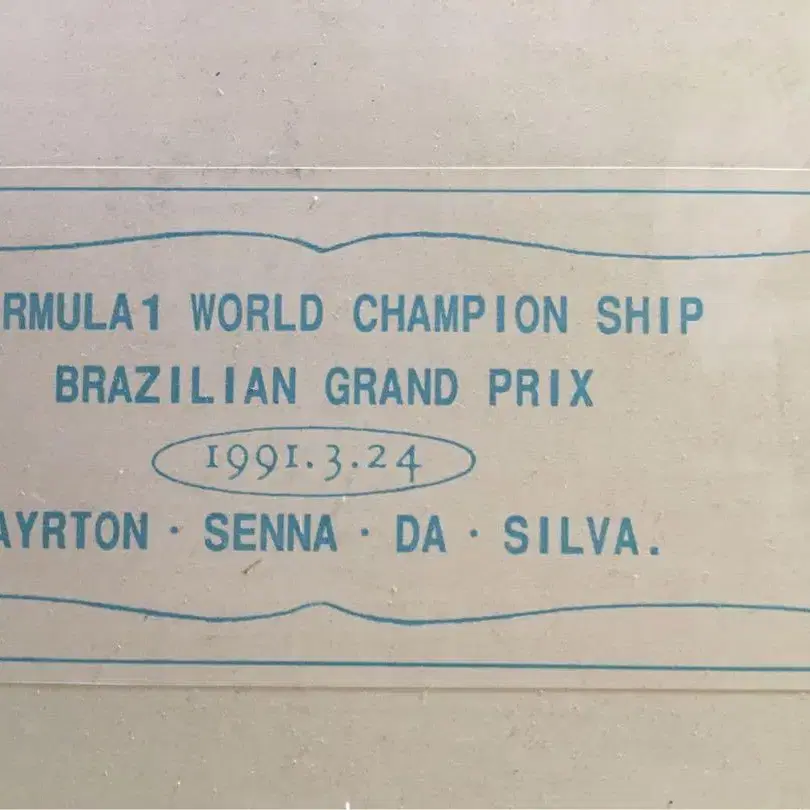 RMULA1 WORLD CHAMPION SHIP
BRAZILIAN GRAND PRIX
1991.3.24
AYRTON · SENNA · DA · SILVA.